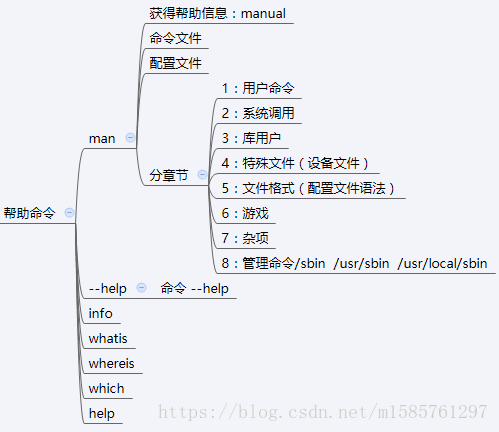 获得帮助信息：manual
命令文件
配置文件
1：用户命令
man
2：系统调用
3：库用户
4：特殊文件（设备文件）
分章节
5：文件格式（配置文件语法）
帮助命令
6：游戏
7：杂项
8：管理命令/sbin /usr/sbin /usr/local/sbin
--help
命令 --help
info
whatis
whereis
which
help
https://blog.csdn.net/m1585761297